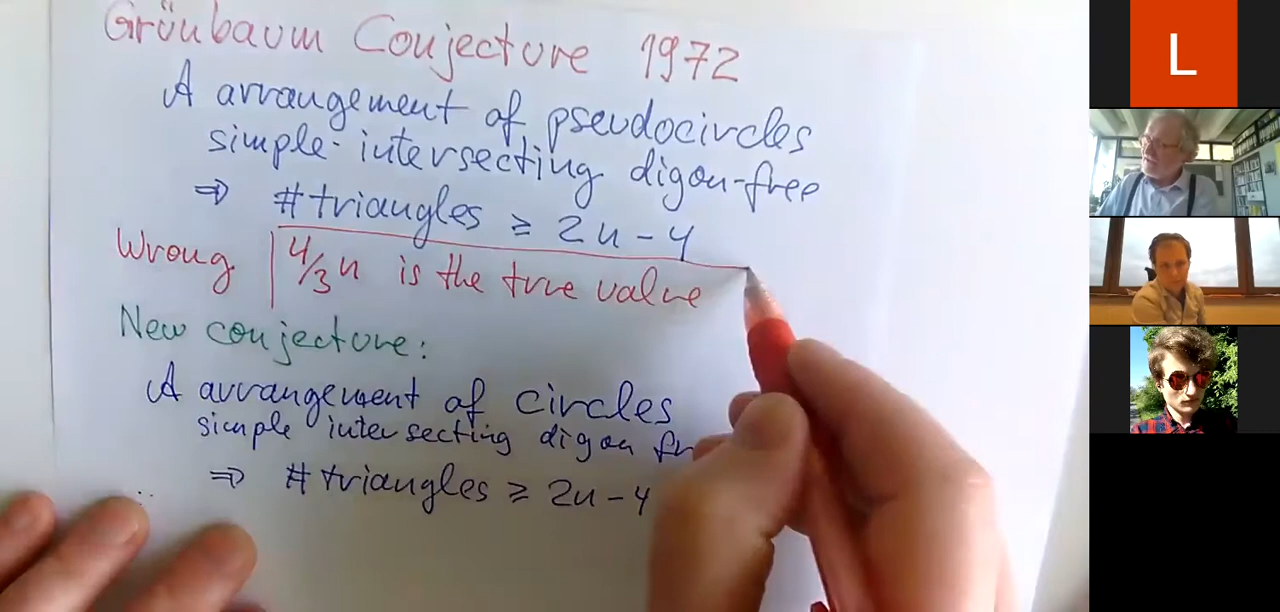 Grünbaum Conjecture 1972
A arrangement of pseudocircles
simple intersecting digon-free
⇒ #triangles ≥ 2n-4
Wrong | 4/3 n is the true value
New conjecture:
A arrangement of circles
simple intersecting digon fr
⇒ #triangles ≥ 2n-4
L